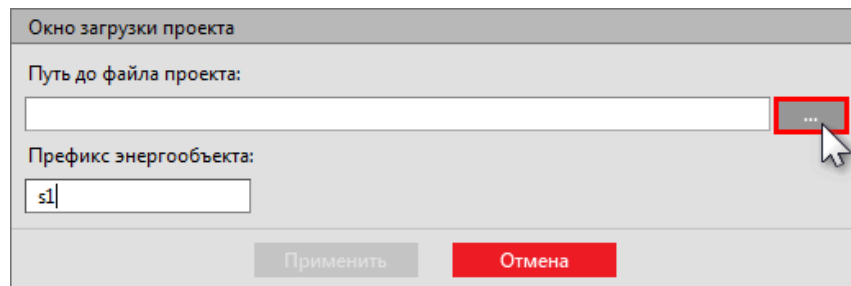 Окно загрузки проекта
Путь до файла проекта:
...
Префикс энергообъекта:
s1
Применить Отмена